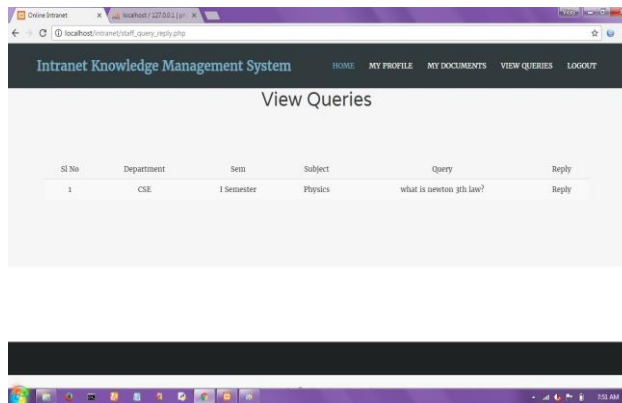 Online Intranet
localhost / 127.0.0.1 | pr
localhost/intranet/staff_query_reply.php
Intranet Knowledge Management System HOME MY PROFILE MY DOCUMENTS VIEW QUERIES LOGOUT
View Queries
Sl No Department Sem Subject Query Reply
1 CSE I Semester Physics what is newton 3th law? Reply
7:51 AM